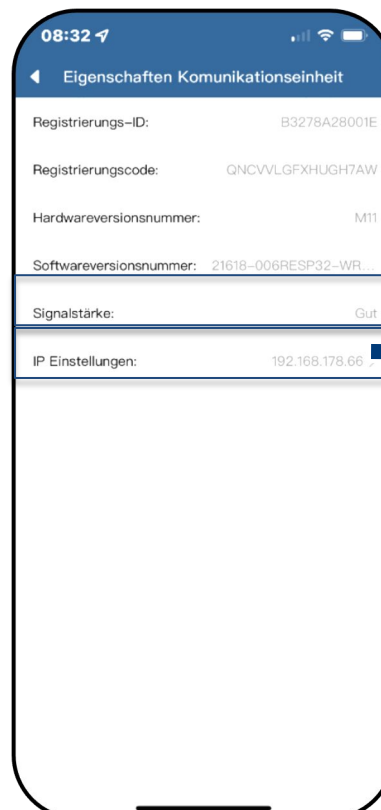 08:32
Eigenschaften Komunikationseinheit
Registrierungs-ID: B3278A28001E
Registrierungscode: QNCVVLGFXHUGH7AW
Hardwareversionsnummer: M11
Softwareversionsnummer: 21618-006RESP32-WR...
Signalstärke: Gut
IP Einstellungen: 192.168.178.66